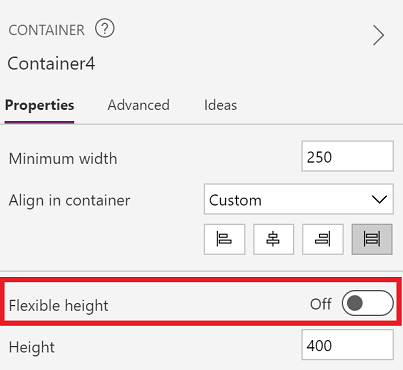 CONTAINER ?
Container4
Properties Advanced Ideas
Minimum width 250
Align in container Custom
Flexible height Off
Height 400